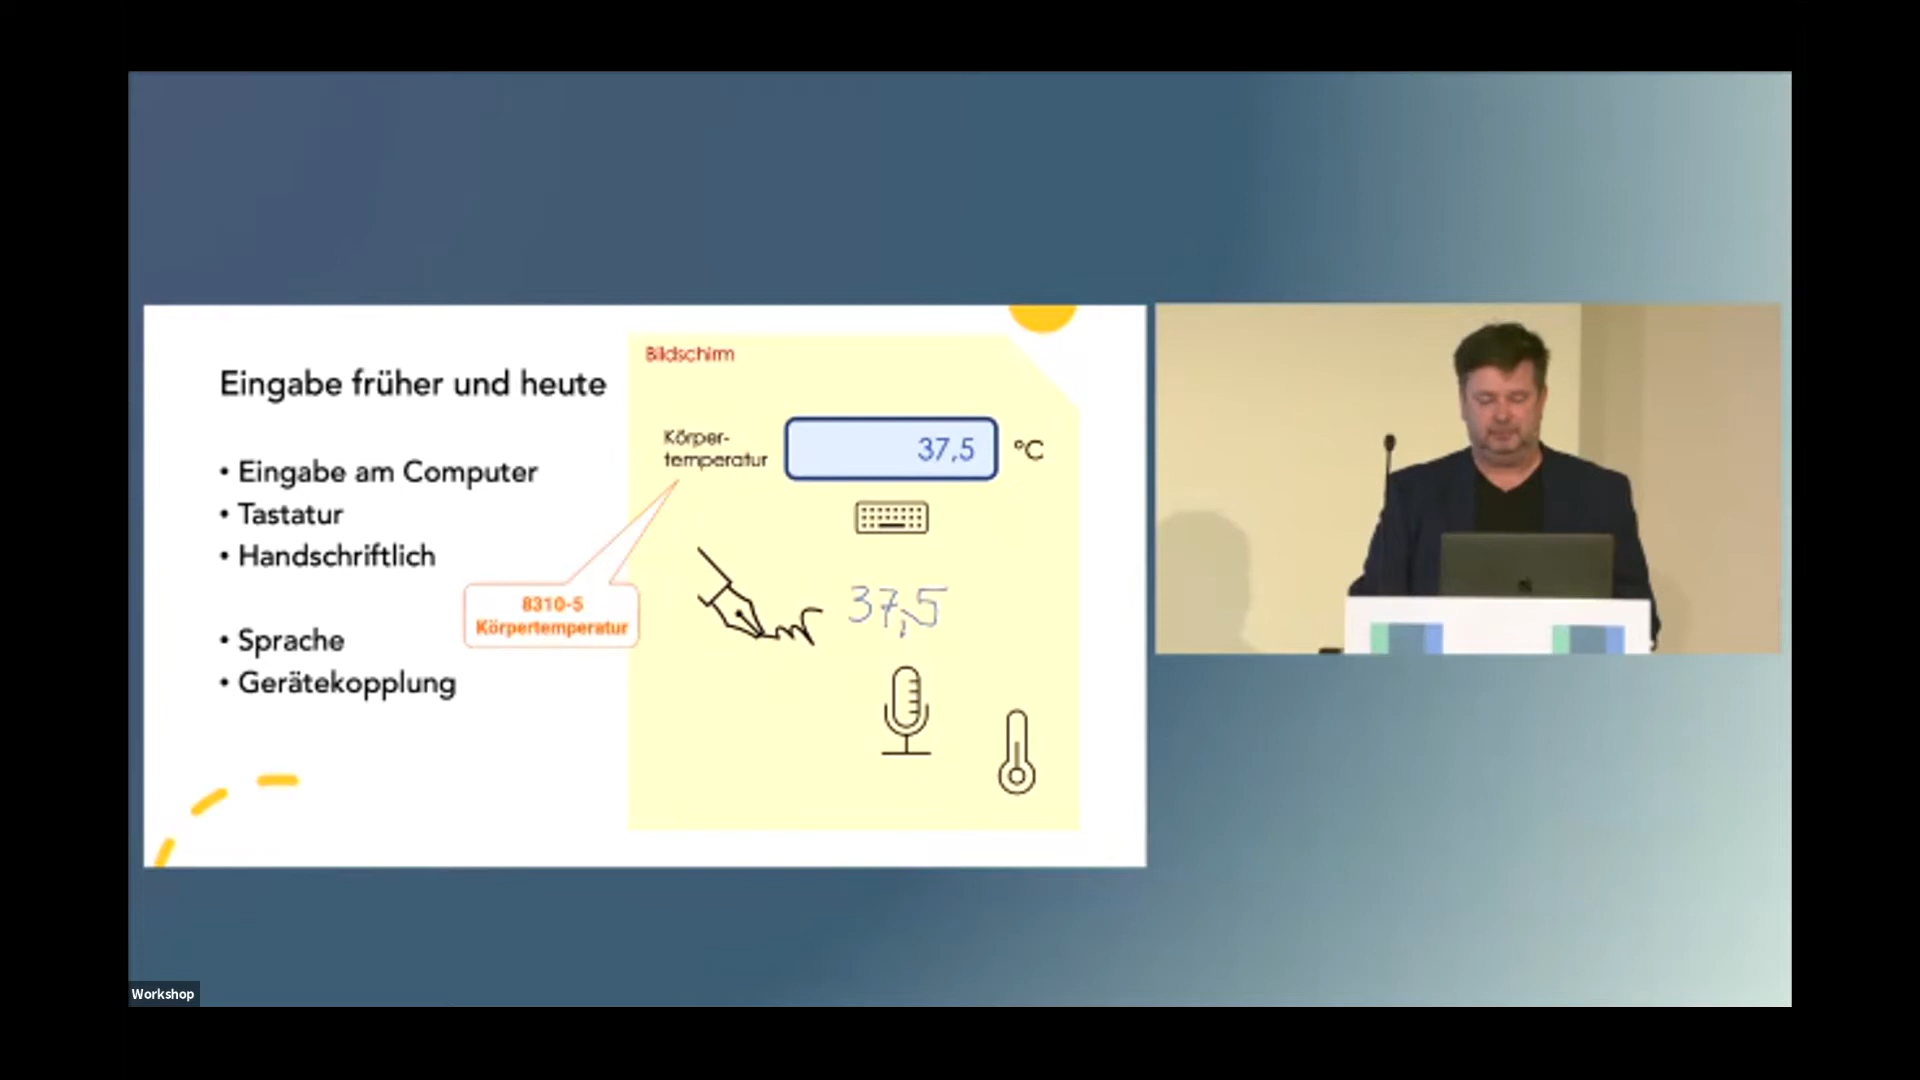 Eingabe früher und heute
• Eingabe am Computer
• Tastatur
• Handschriftlich
• Sprache
• Gerätekopplung
8310-5
Körpertemperatur
Bildschirm
Körper-
temperatur
37,5
°C
37,5
Workshop